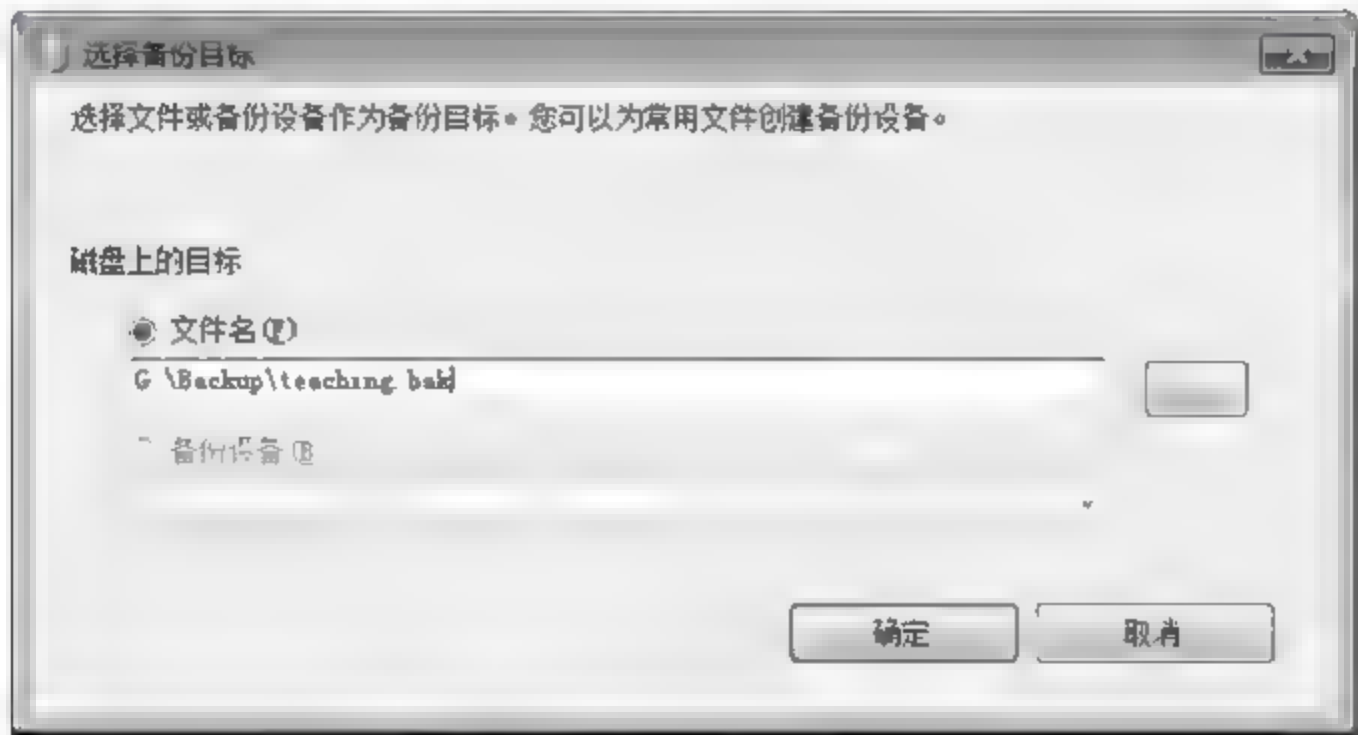 选择备份目标
选择文件或备份设备作为备份目标。您可以为常用文件创建备份设备。
磁盘上的目标
文件名(F)
G \Backup\teaching bak
备份设备(B)
确定
取消